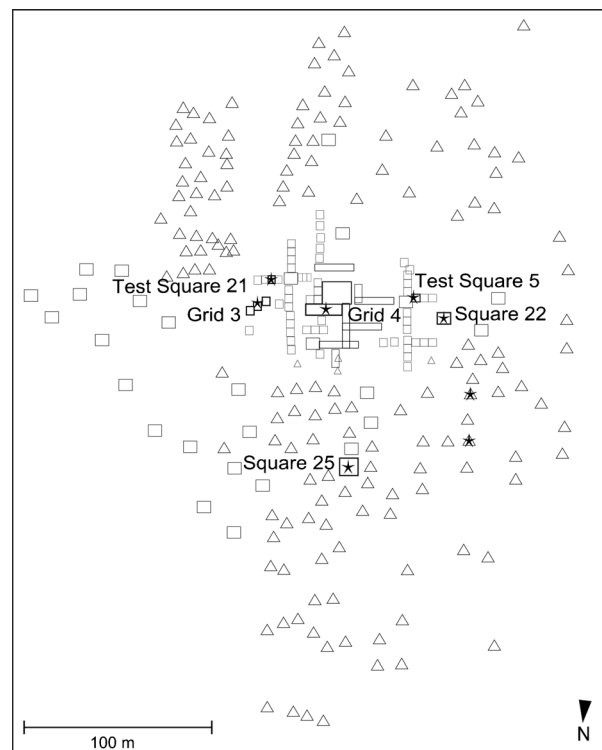 Test Square 21
Test Square 5
Grid 3
Grid 4
Square 22
Square 25
100 m
N